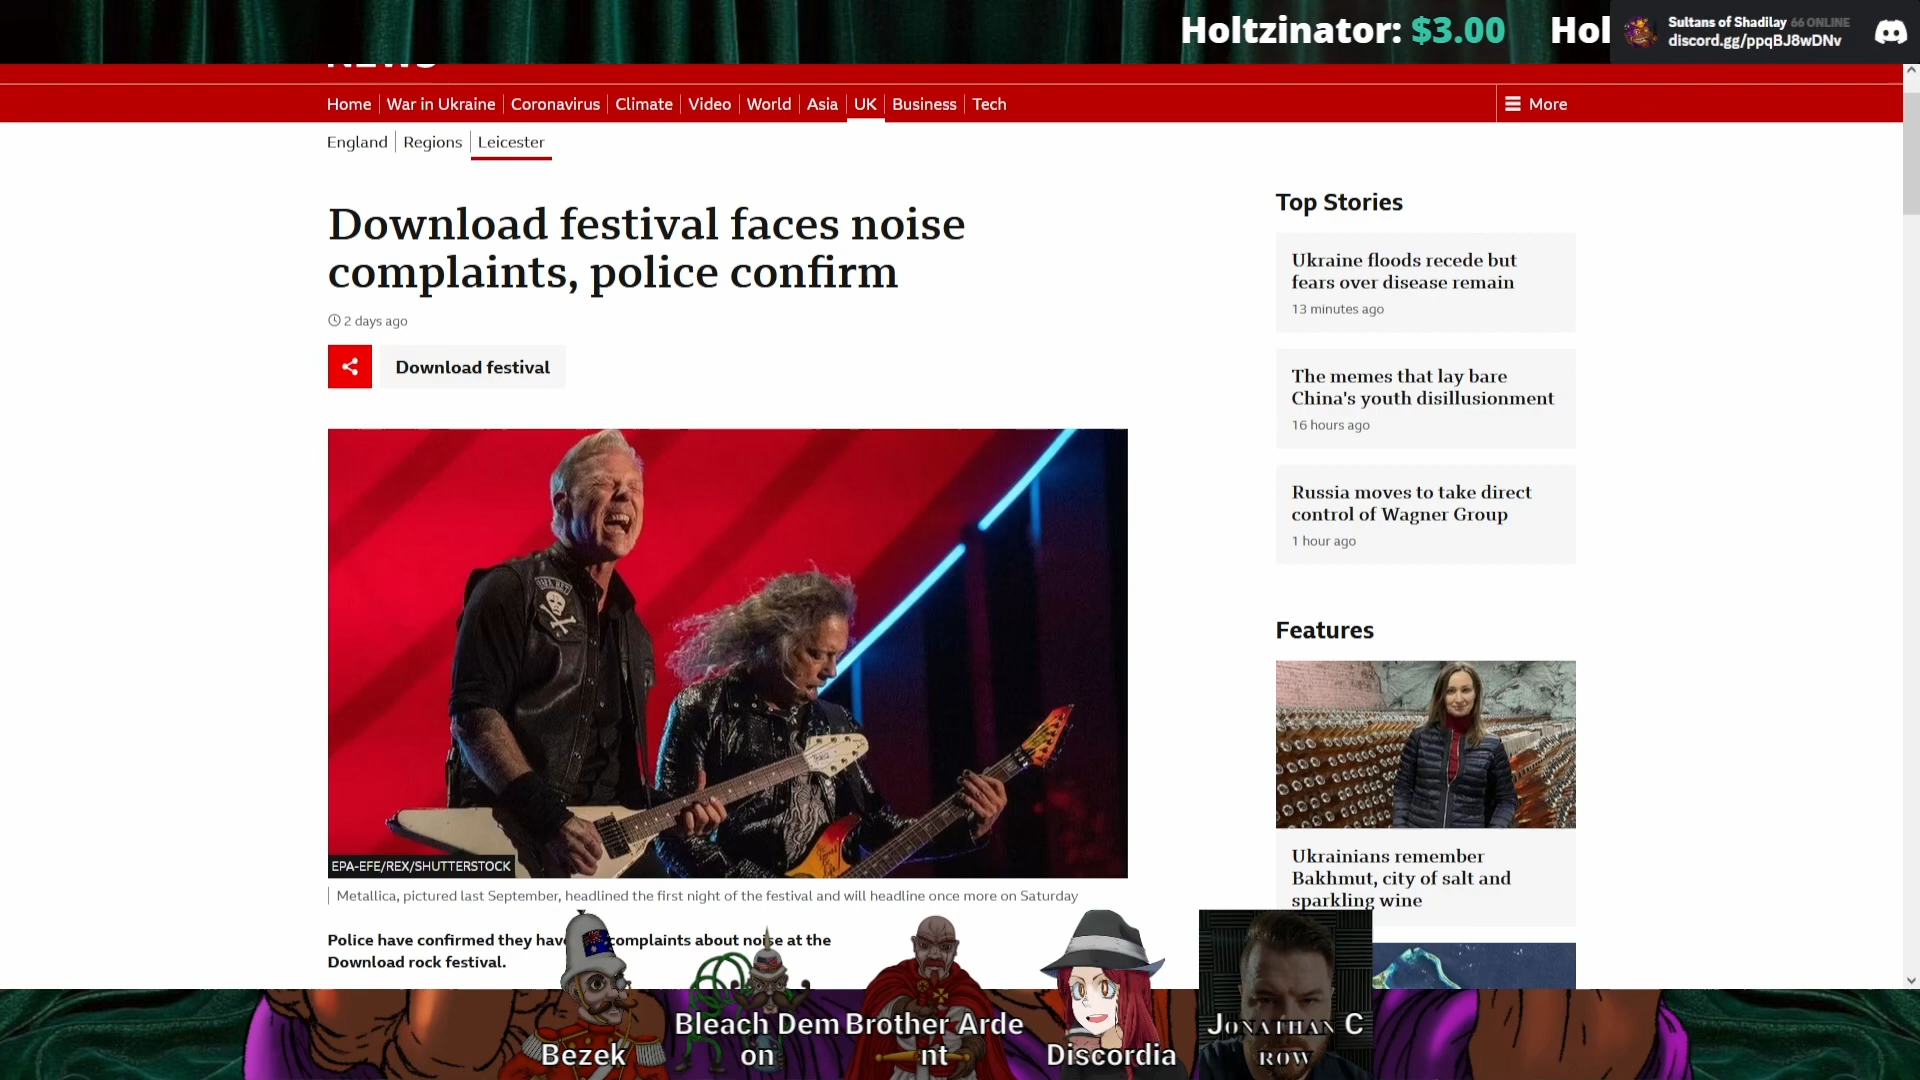 Holtzinator: $3.00 Hol
Sultans of Shadilay 66 ONLINE
discord.gg/ppqBJ8wDNv
NEWS
Home War in Ukraine Coronavirus Climate Video World Asia UK Business Tech More
England Regions Leicester
Download festival faces noise
complaints, police confirm
2 days ago
Download festival
EPA-EFE/REX/SHUTTERSTOCK
Metallica, pictured last September, headlined the first night of the festival and will headline once more on Saturday
Police have confirmed they hav complaints about noise at the
Download rock festival.
Top Stories
Ukraine floods recede but
fears over disease remain
13 minutes ago
The memes that lay bare
China's youth disillusionment
16 hours ago
Russia moves to take direct
control of Wagner Group
1 hour ago
Features
Ukrainians remember
Bakhmut, city of salt and
sparkling wine
Bezek
Bleach Dem
on
Brother Arde
nt
Discordia
Jonathan C
row